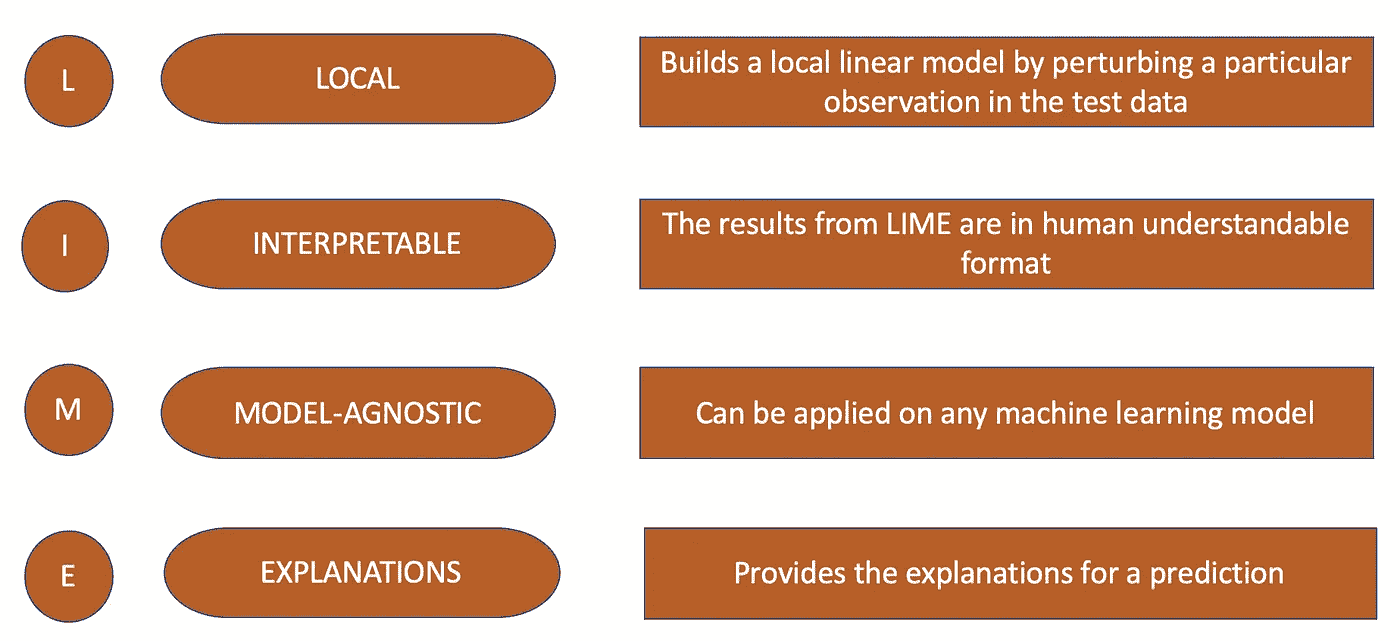 L
LOCAL
Builds a local linear model by perturbing a particular
observation in the test data
I
INTERPRETABLE
The results from LIME are in human understandable
format
M
MODEL-AGNOSTIC
Can be applied on any machine learning model
E
EXPLANATIONS
Provides the explanations for a prediction